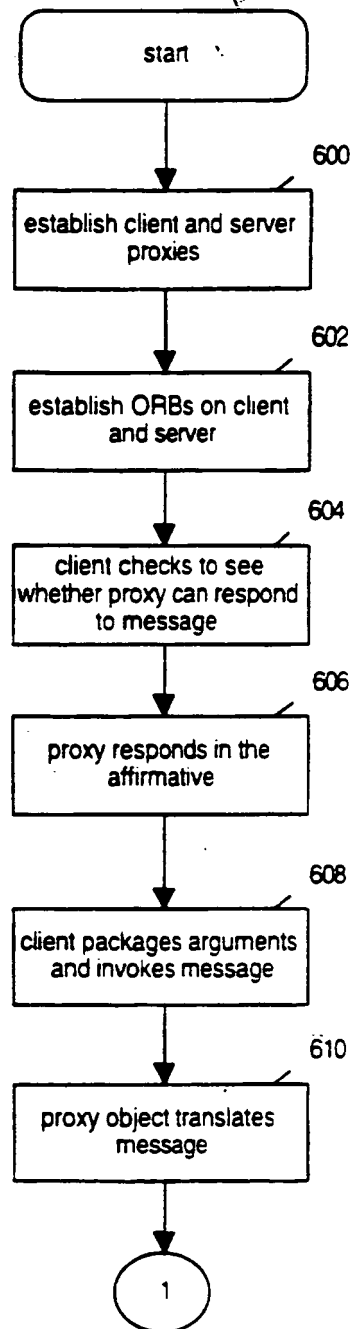 start
600
establish client and server
proxies
602
establish ORBs on client
and server
604
client checks to see
whether proxy can respond
to message
606
proxy responds in the
affirmative
608
client packages arguments
and invokes message
610
proxy object translates
message
1